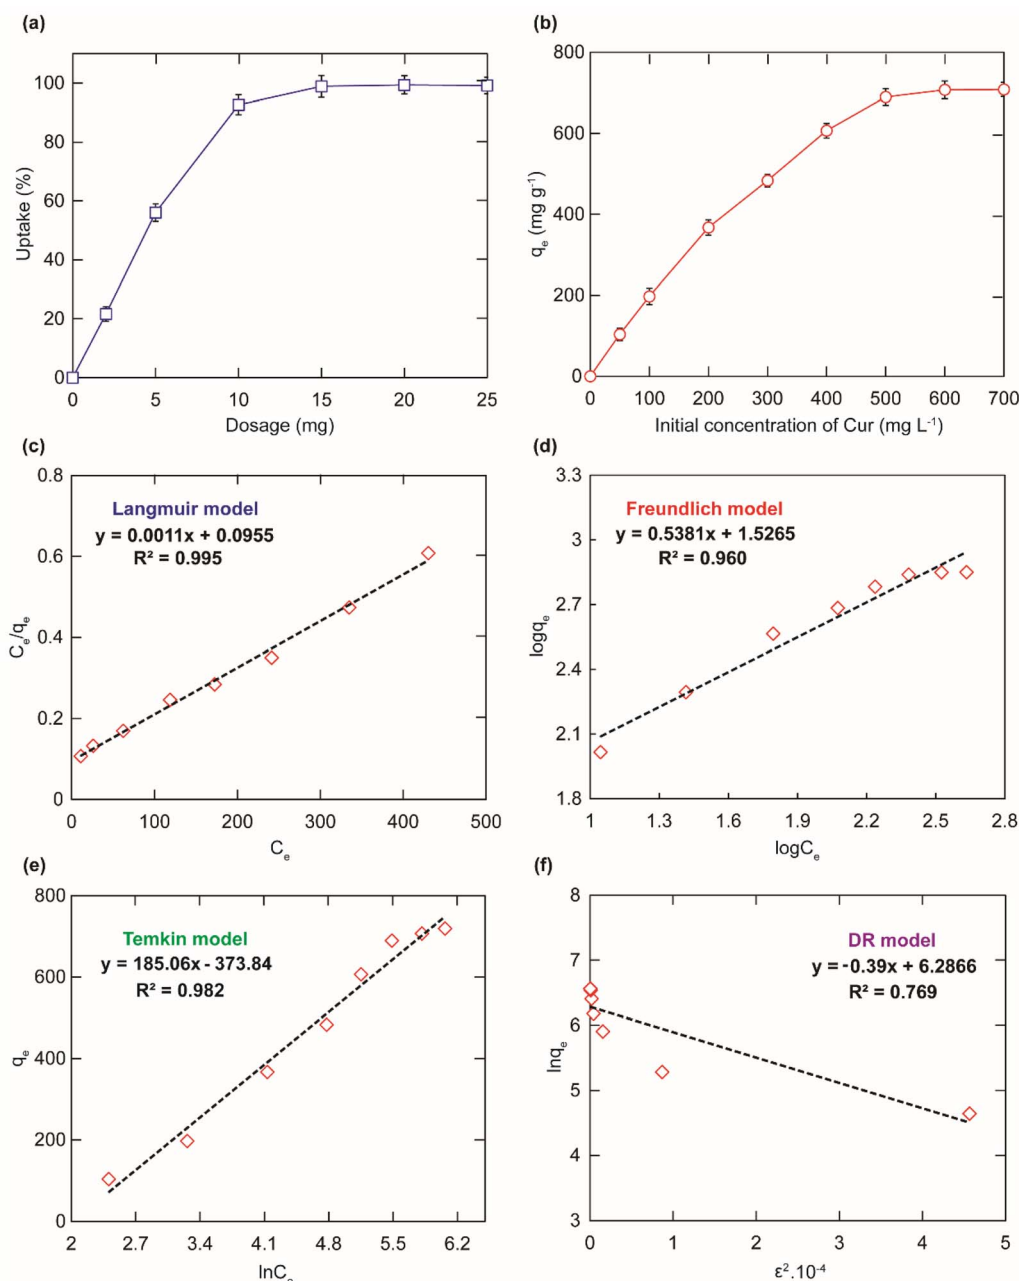 (a)
Uptake (%)
100
80
60
40
20
0
0 5 10 15 20 25
Dosage (mg)
(b)
qₑ (mg g⁻¹)
800
600
400
200
0
0 100 200 300 400 500 600 700
Initial concentration of Cur (mg L⁻¹)
(c)
Cₑ/qₑ
0.8
0.6
0.4
0.2
0
Langmuir model
y = 0.0011x + 0.0955
R² = 0.995
0 100 200 300 400 500
Cₑ
(d)
logqₑ
3.3
3
2.7
2.4
2.1
1.8
Freundlich model
y = 0.5381x + 1.5265
R² = 0.960
1 1.3 1.6 1.9 2.2 2.5 2.8
logCₑ
(e)
qₑ
800
600
400
200
0
Temkin model
y = 185.06x - 373.84
R² = 0.982
2 2.7 3.4 4.1 4.8 5.5 6.2
lnCₑ
(f)
lnqₑ
8
7
6
5
4
3
DR model
y = -0.39x + 6.2866
R² = 0.769
0 1 2 3 4 5
ε².10⁻⁴